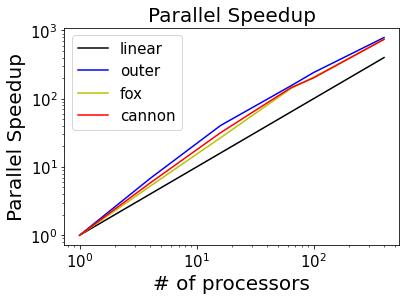 Parallel Speedup
10³
10²
10¹
10⁰
Parallel Speedup
linear
outer
fox
cannon
10⁰ 10¹ 10²
# of processors